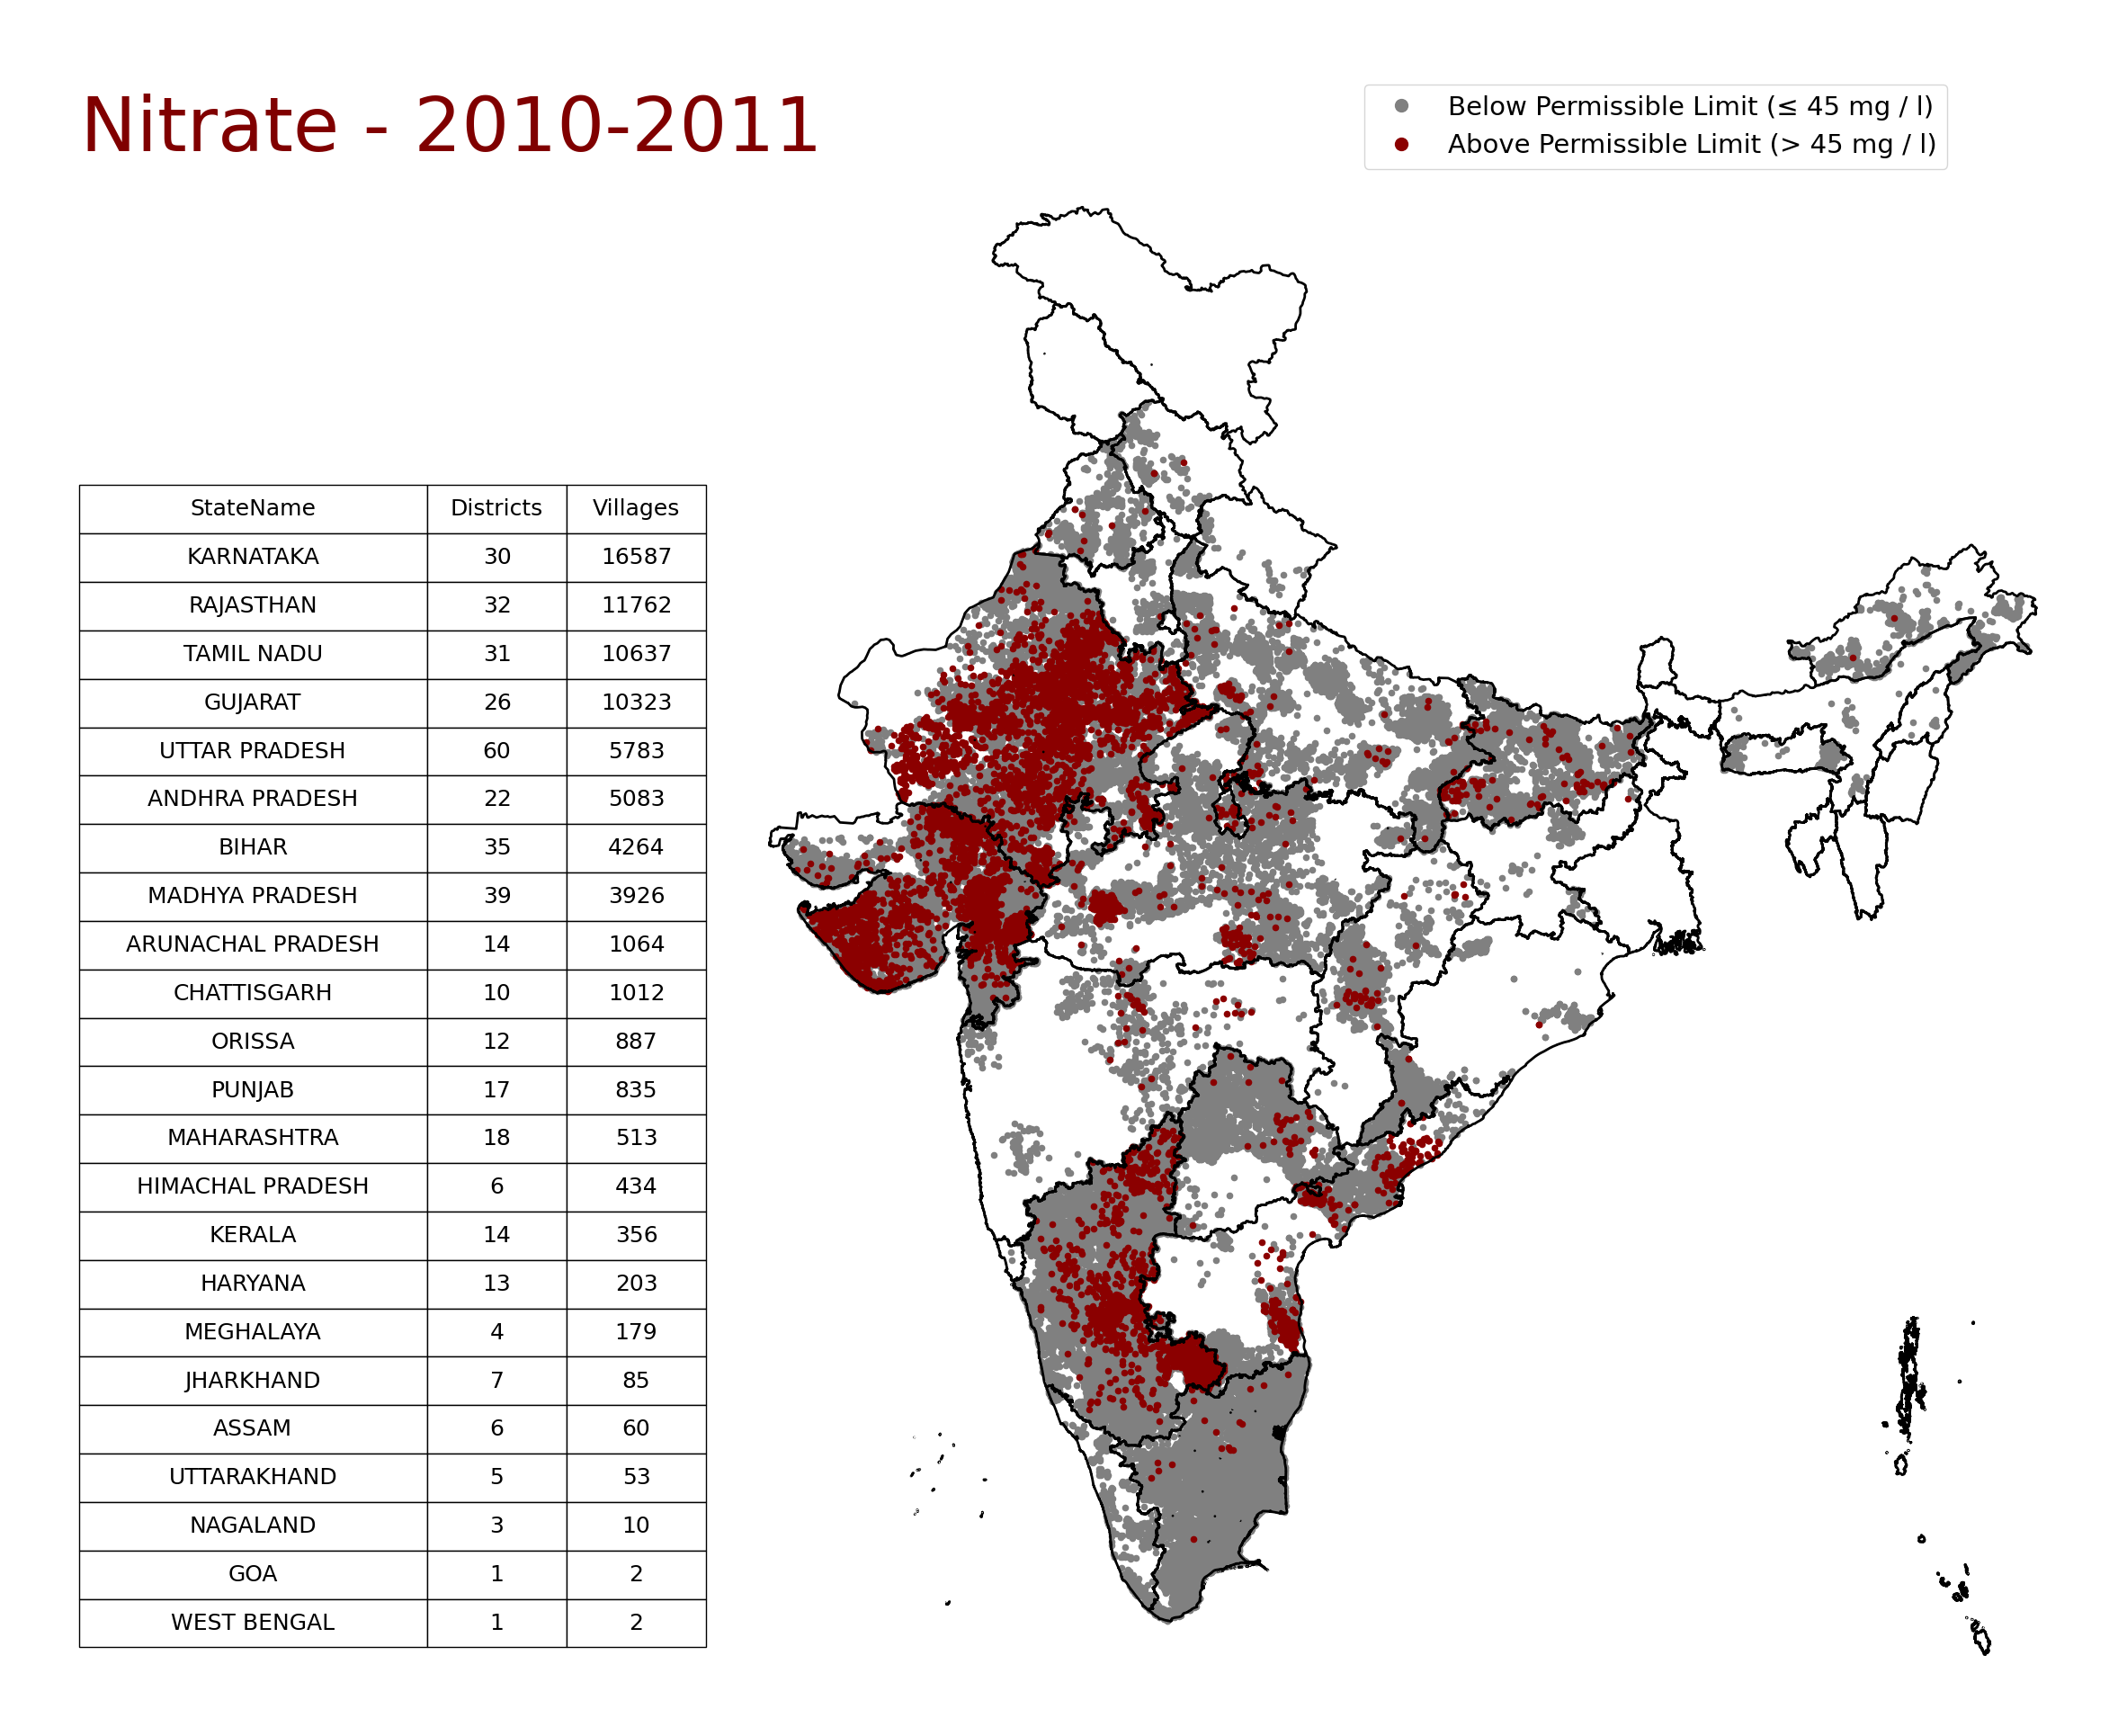 Nitrate - 2010-2011
Below Permissible Limit (≤ 45 mg / l)
Above Permissible Limit (> 45 mg / l)
StateName Districts Villages
KARNATAKA 30 16587
RAJASTHAN 32 11762
TAMIL NADU 31 10637
GUJARAT 26 10323
UTTAR PRADESH 60 5783
ANDHRA PRADESH 22 5083
BIHAR 35 4264
MADHYA PRADESH 39 3926
ARUNACHAL PRADESH 14 1064
CHATTISGARH 10 1012
ORISSA 12 887
PUNJAB 17 835
MAHARASHTRA 18 513
HIMACHAL PRADESH 6 434
KERALA 14 356
HARYANA 13 203
MEGHALAYA 4 179
JHARKHAND 7 85
ASSAM 6 60
UTTARAKHAND 5 53
NAGALAND 3 10
GOA 1 2
WEST BENGAL 1 2